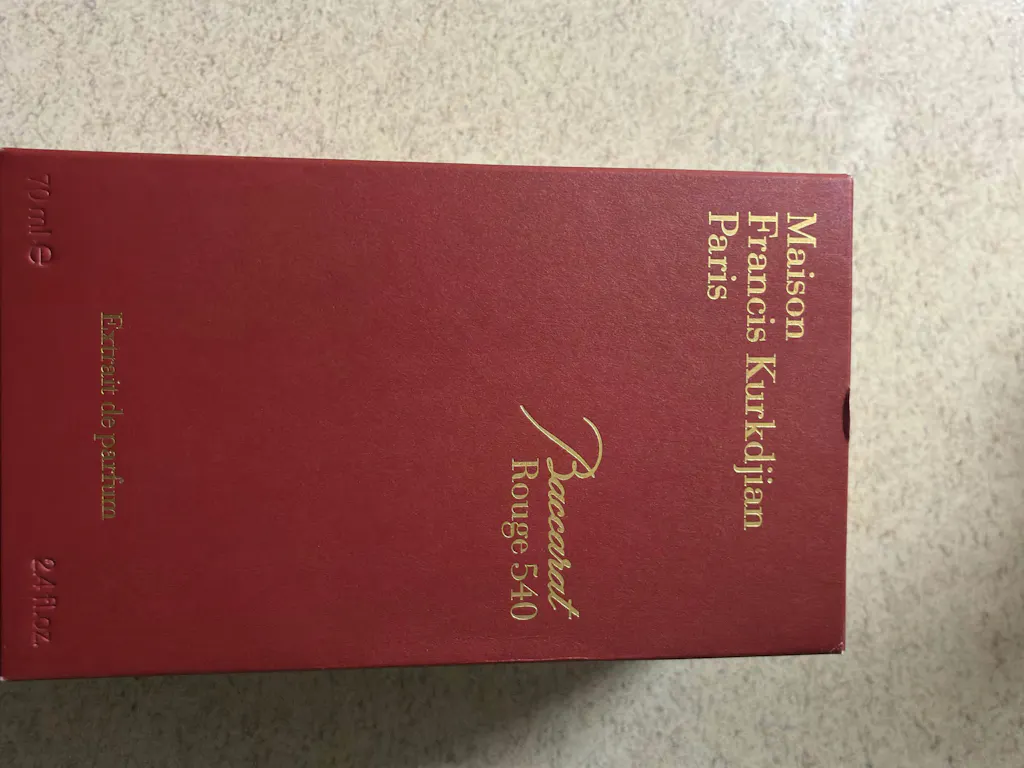 Maison
Francis Kurkdjian
Paris
Baccarat
Rouge 540
Extrait de parfum
70 ml e 2.4 fl.oz.